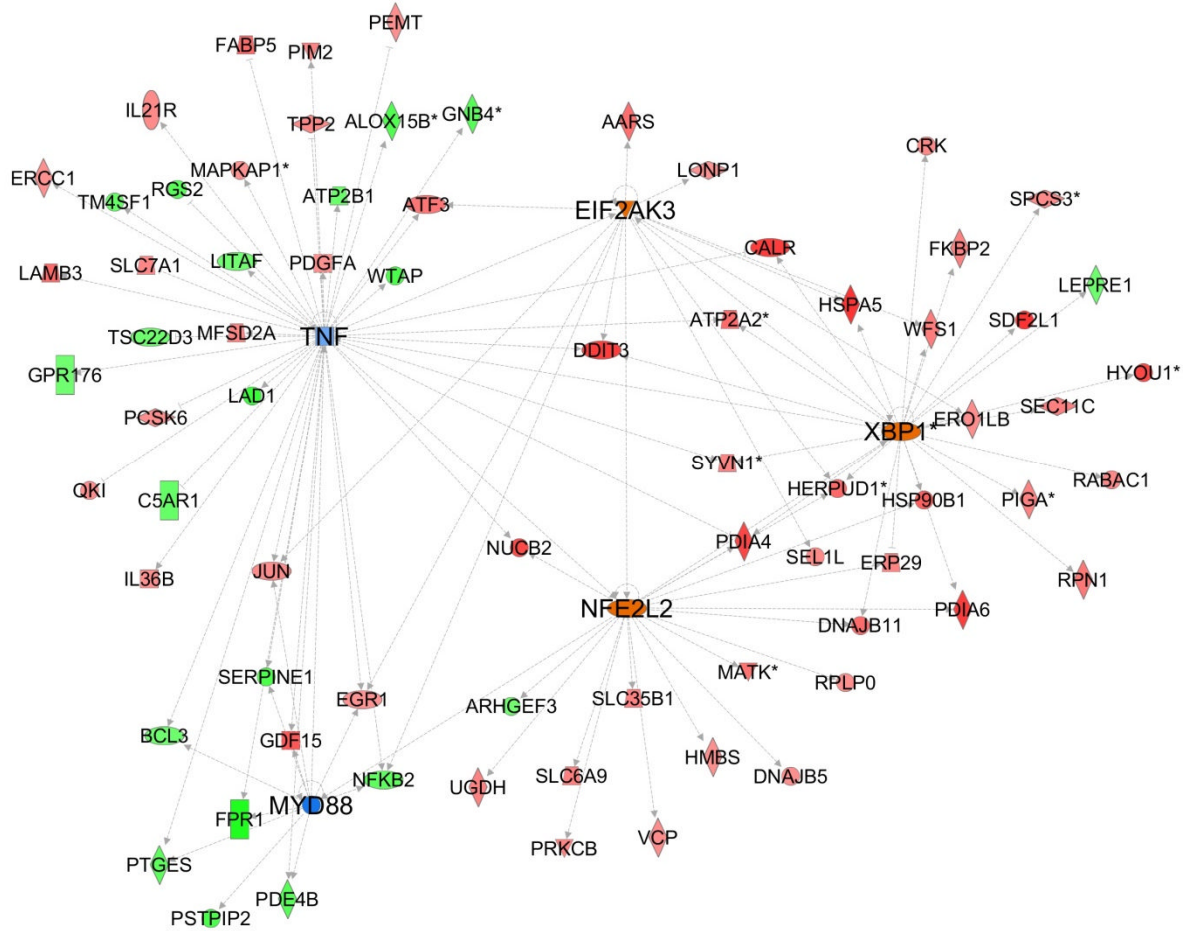 PEMT
FABP5
PIM2
IL21R
TPP2
ALOX15B*
GNB4*
AARS
CRK
ERCC1
MAPKAP1*
LONP1
RGS2
ATP2B1
TM4SF1
ATF3
EIF2AK3
SPCS3*
CALR
FKBP2
LAMB3
SLC7A1
LITAF
PDGFA
WTAP
LEPRE1
HSPA5
ATP2A2*
WFS1
SDF2L1
TSC22D3
MFSD2A
TNF
DDIT3
GPR176
HYOU1*
LAD1
PCSK6
ERO1LB
SEC11C
XBP1*
SYVN1*
QKI
C5AR1
HERPUD1*
HSP90B1
PIGA*
RABAC1
NUCB2
PDIA4
SEL1L
ERP29
IL36B
JUN
RPN1
NFE2L2
PDIA6
DNAJB11
SERPINE1
MATK*
RPLP0
EGR1
ARHGEF3
SLC35B1
BCL3
GDF15
HMBS
NFKB2
UGDH
SLC6A9
DNAJB5
MYD88
FPR1
VCP
PRKCB
PTGES
PDE4B
PSTPIP2